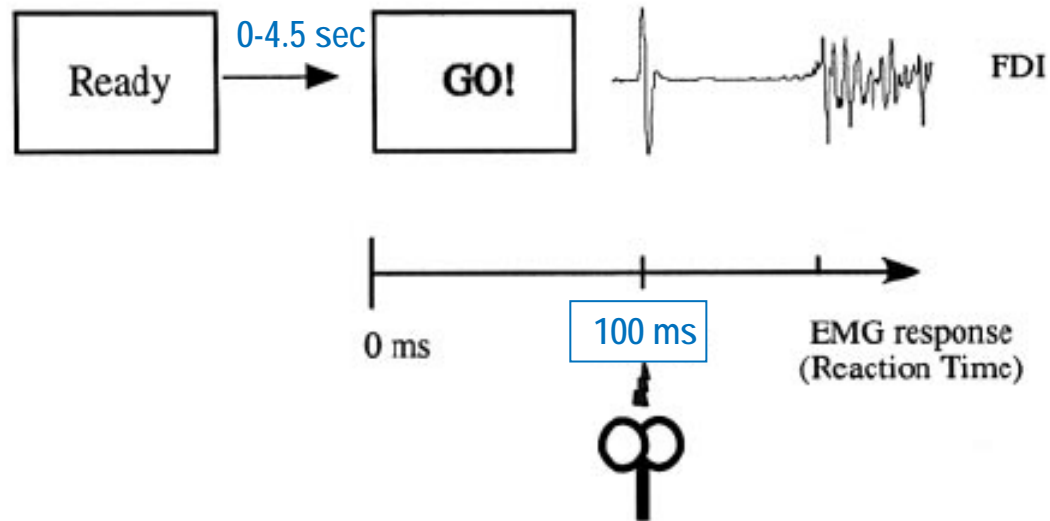 0-4.5 sec
Ready
GO!
FDI
0 ms
100 ms
EMG response
(Reaction Time)